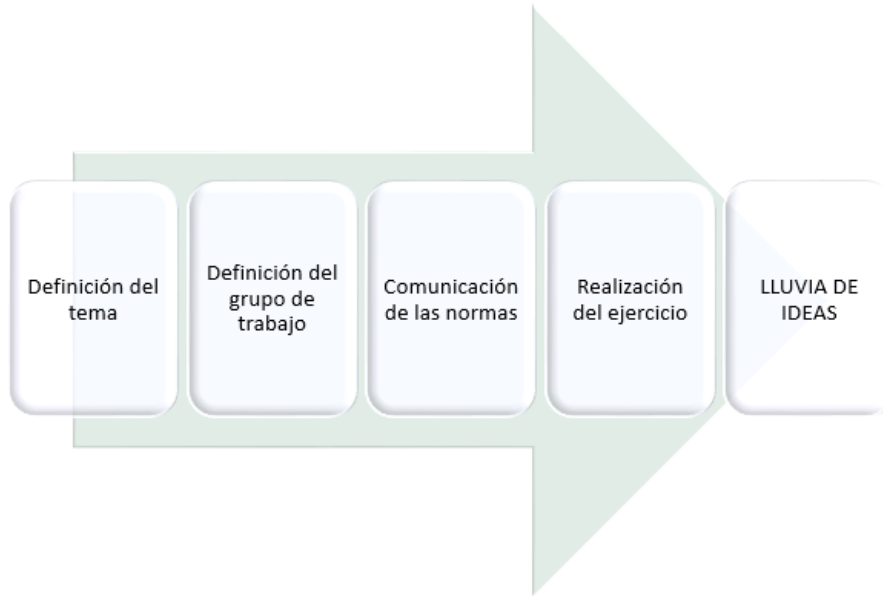 Definición del
tema
Definición del
grupo de
trabajo
Comunicación
de las normas
Realización
del ejercicio
LLUVIA DE
IDEAS